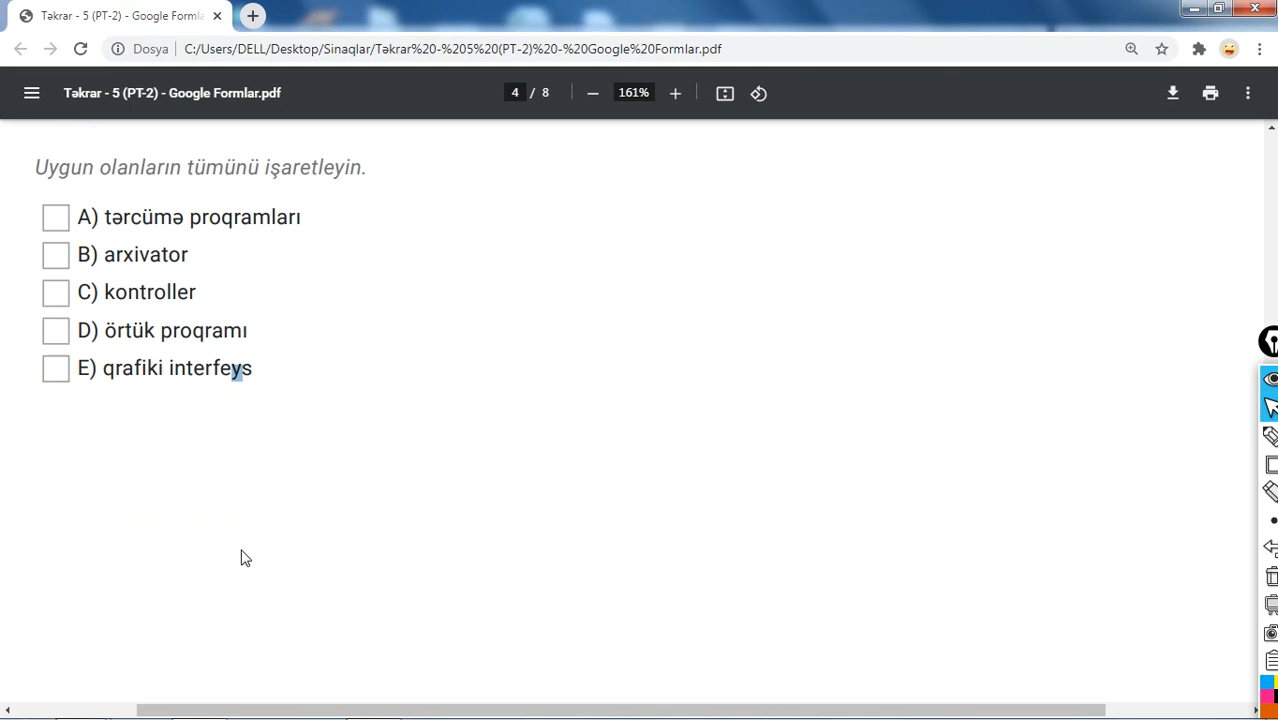 Təkrar - 5 (PT-2) - Google Formla
Dosya
C:/Users/DELL/Desktop/Sinaqlar/Təkrar%20-%205%20(PT-2)%20-%20Google%20Formlar.pdf
Təkrar - 5 (PT-2) - Google Formlar.pdf
4 / 8
161%
Uygun olanların tümünü işaretleyin.
A) tərcümə proqramları
B) arxivator
C) kontroller
D) örtük proqramı
E) qrafiki interfeys